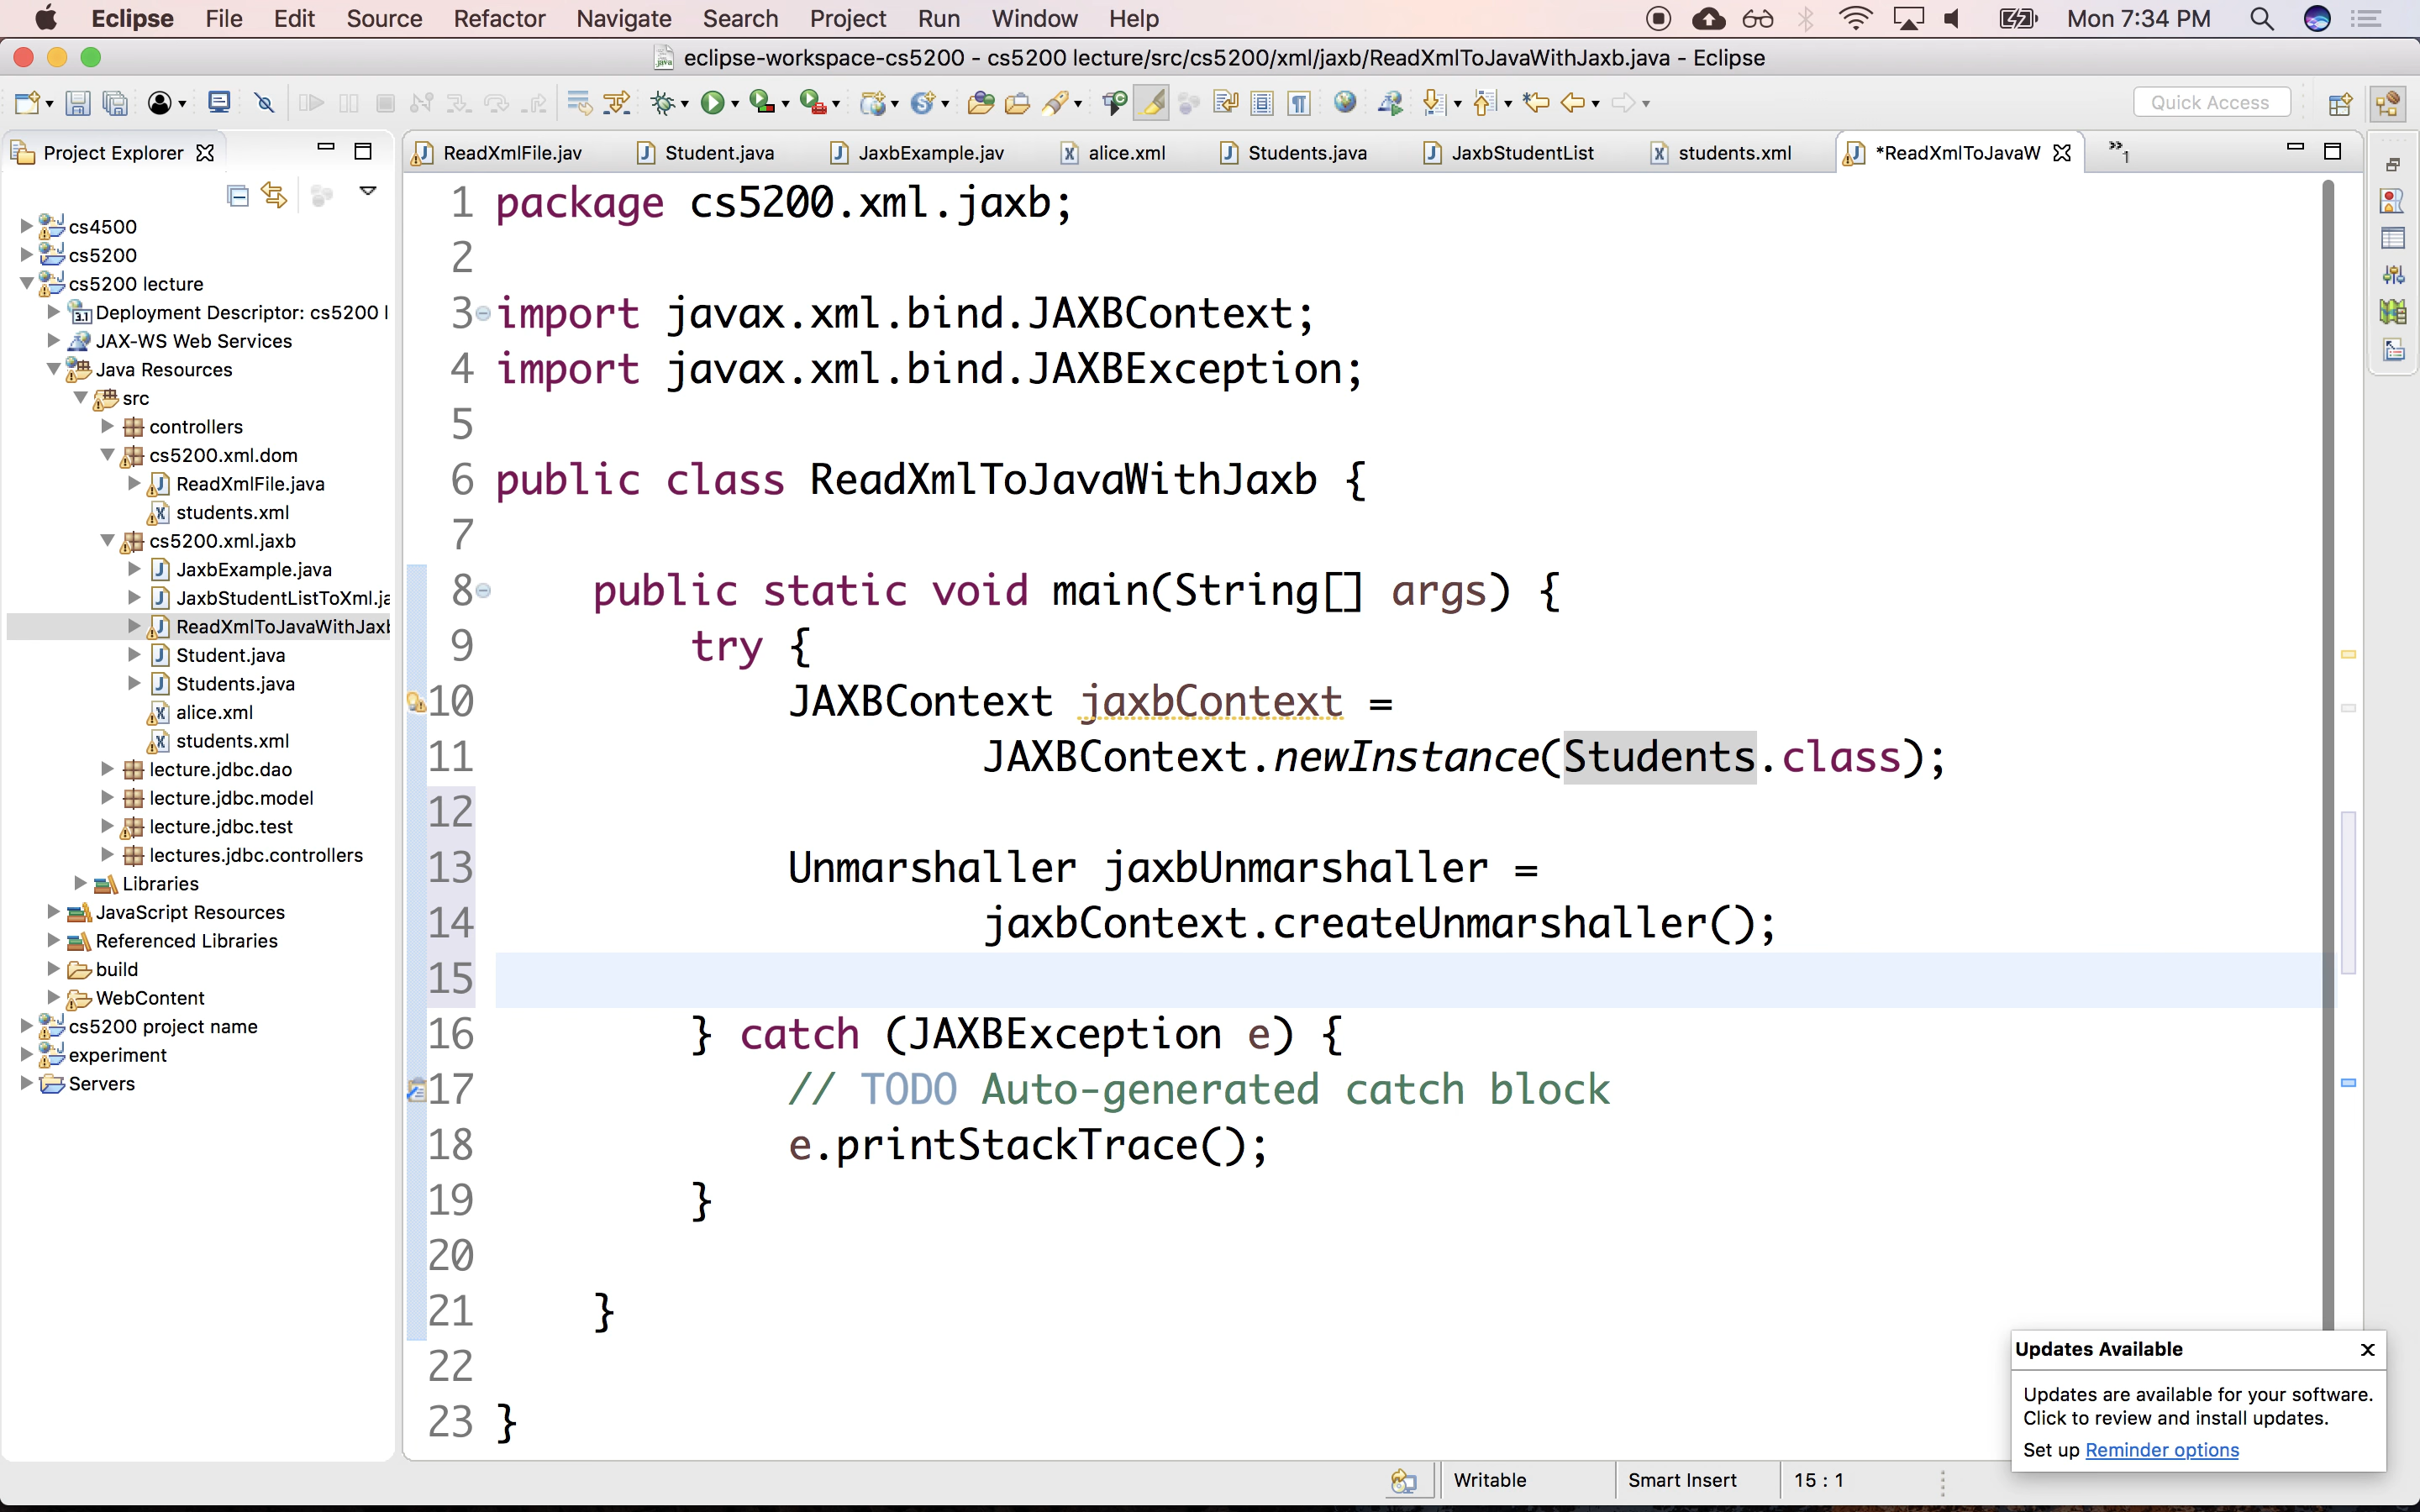 Eclipse File Edit Source Refactor Navigate Search Project Run Window Help Mon 7:34 PM
eclipse-workspace-cs5200 - cs5200 lecture/src/cs5200/xml/jaxb/ReadXmlToJavaWithJaxb.java - Eclipse
Quick Access
Project Explorer
ReadXmlFile.jav Student.java JaxbExample.jav alice.xml Students.java JaxbStudentList students.xml *ReadXmlToJavaW »1
cs4500
cs5200
cs5200 lecture
Deployment Descriptor: cs5200 l
JAX-WS Web Services
Java Resources
src
controllers
cs5200.xml.dom
ReadXmlFile.java
students.xml
cs5200.xml.jaxb
JaxbExample.java
JaxbStudentListToXml.ja
ReadXmlToJavaWithJaxb
Student.java
Students.java
alice.xml
students.xml
lecture.jdbc.dao
lecture.jdbc.model
lecture.jdbc.test
lectures.jdbc.controllers
Libraries
JavaScript Resources
Referenced Libraries
build
WebContent
cs5200 project name
experiment
Servers
1 package cs5200.xml.jaxb;
2
3 import javax.xml.bind.JAXBContext;
4 import javax.xml.bind.JAXBException;
5
6 public class ReadXmlToJavaWithJaxb {
7
8 public static void main(String[] args) {
9 try {
10 JAXBContext jaxbContext =
11 JAXBContext.newInstance(Students.class);
12
13 Unmarshaller jaxbUnmarshaller =
14 jaxbContext.createUnmarshaller();
15
16 } catch (JAXBException e) {
17 // TODO Auto-generated catch block
18 e.printStackTrace();
19 }
20
21 }
22
23 }
Updates Available x
Updates are available for your software.
Click to review and install updates.
Set up Reminder options
Writable Smart Insert 15 : 1